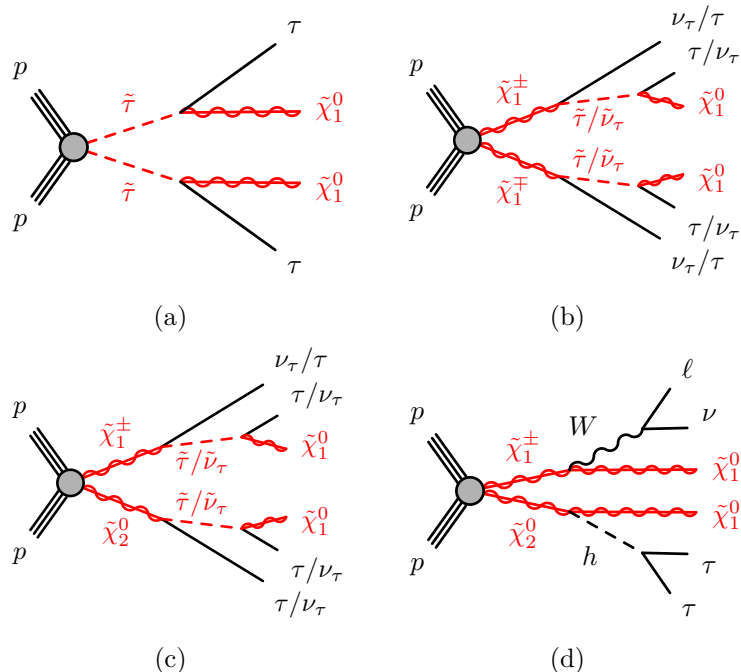 τ
p
τ̃
χ̃₁⁰
τ̃
χ̃₁⁰
p
τ
(a)
ν_τ/τ
τ/ν_τ
p
χ̃₁^±
τ̃/ν̃_τ
χ̃₁⁰
τ̃/ν̃_τ
χ̃₁^∓
χ̃₁⁰
p
τ/ν_τ
ν_τ/τ
(b)
ν_τ/τ
τ/ν_τ
p
χ̃₁^±
τ̃/ν̃_τ
χ̃₁⁰
τ̃/ν̃_τ
χ̃₂⁰
χ̃₁⁰
p
τ/ν_τ
τ/ν_τ
(c)
ℓ
p
W
ν
χ̃₁^±
χ̃₁⁰
χ̃₂⁰
χ̃₁⁰
h
p
τ
τ
(d)